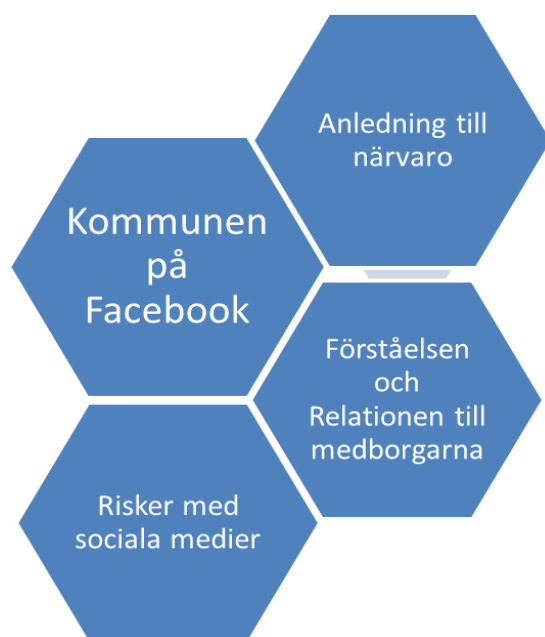 Anledning till
närvaro
Kommunen
på
Facebook
Förståelsen
och
Relationen till
medborgarna
Risker med
sociala medier